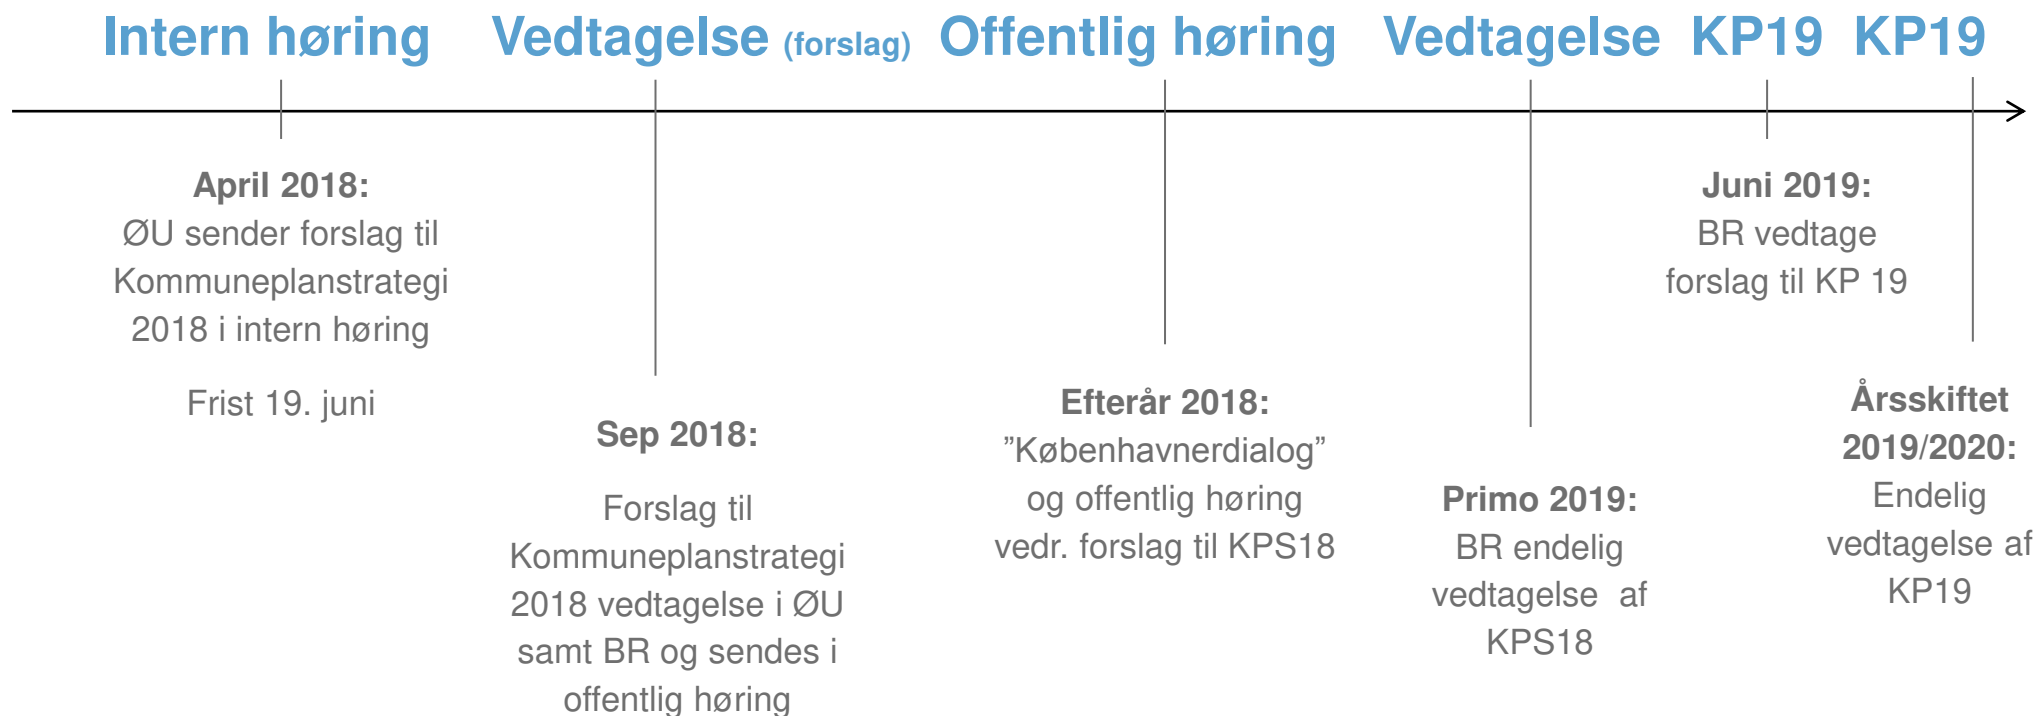 Intern høring
Vedtagelse (forslag)
Offentlig høring
Vedtagelse
KP19
KP19
April 2018:
ØU sender forslag til
Kommuneplanstrategi
2018 i intern høring
Frist 19. juni
Sep 2018:
Forslag til
Kommuneplanstrategi
2018 vedtagelse i ØU
samt BR og sendes i
offentlig høring
Efterår 2018:
”Københavnerdialog”
og offentlig høring
vedr. forslag til KPS18
Primo 2019:
BR endelig
vedtagelse af
KPS18
Juni 2019:
BR vedtage
forslag til KP 19
Årsskiftet
2019/2020:
Endelig
vedtagelse af
KP19